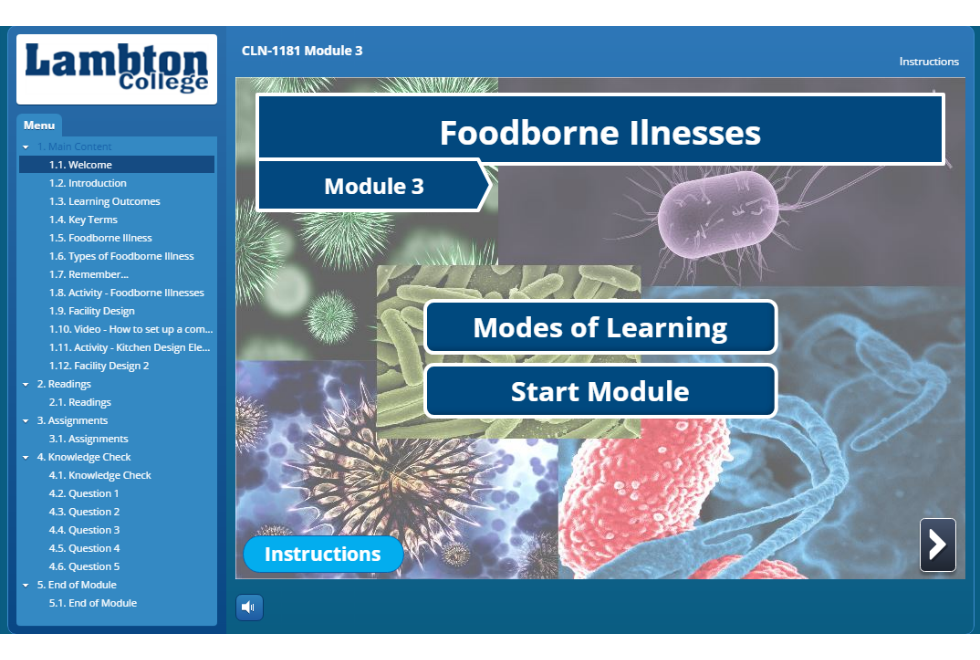 Lambton
College
CLN-1181 Module 3
Instructions
Menu
1. Main Content
1.1. Welcome
1.2. Introduction
1.3. Learning Outcomes
1.4. Key Terms
1.5. Foodborne Illness
1.6. Types of Foodborne Illness
1.7. Remember...
1.8. Activity - Foodborne Illnesses
1.9. Facility Design
1.10. Video - How to set up a com...
1.11. Activity - Kitchen Design Ele...
1.12. Facility Design 2
2. Readings
2.1. Readings
3. Assignments
3.1. Assignments
4. Knowledge Check
4.1. Knowledge Check
4.2. Question 1
4.3. Question 2
4.4. Question 3
4.5. Question 4
4.6. Question 5
5. End of Module
5.1. End of Module
Foodborne Ilnesses
Module 3
Modes of Learning
Start Module
Instructions